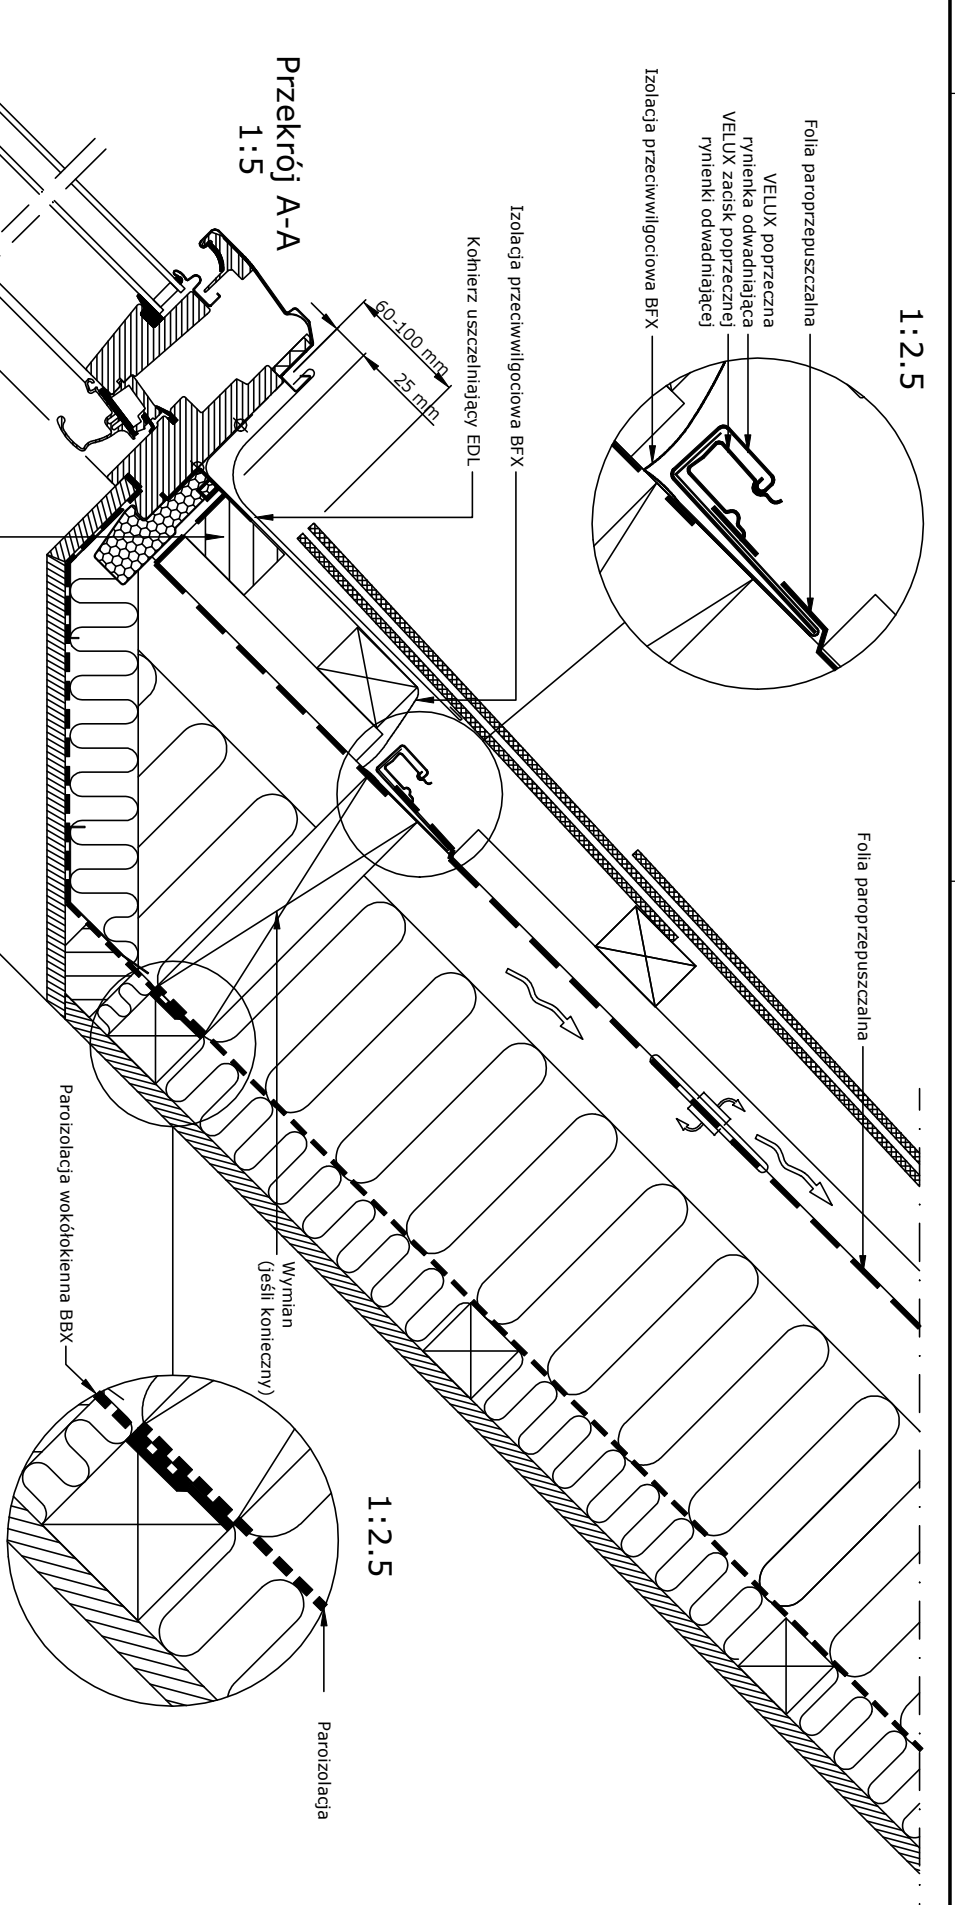 1:2.5
Folia paroprzepuszczalna
VELUX poprzeczna
rynienka odwadniająca
VELUX zacisk poprzecznej
rynienki odwadniającej
Izolacja przeciwwilgociowa BFX
Przekrój A-A
1:5
Izolacja przeciwwilgociowa BFX
Kołnierz uszczelniający EDL
60-100 mm
25 mm
Folia paroprzepuszczalna
Wymian
(jeśli konieczny)
Paroizolacja wokółokienna BBX
1:2.5
Paroizolacja